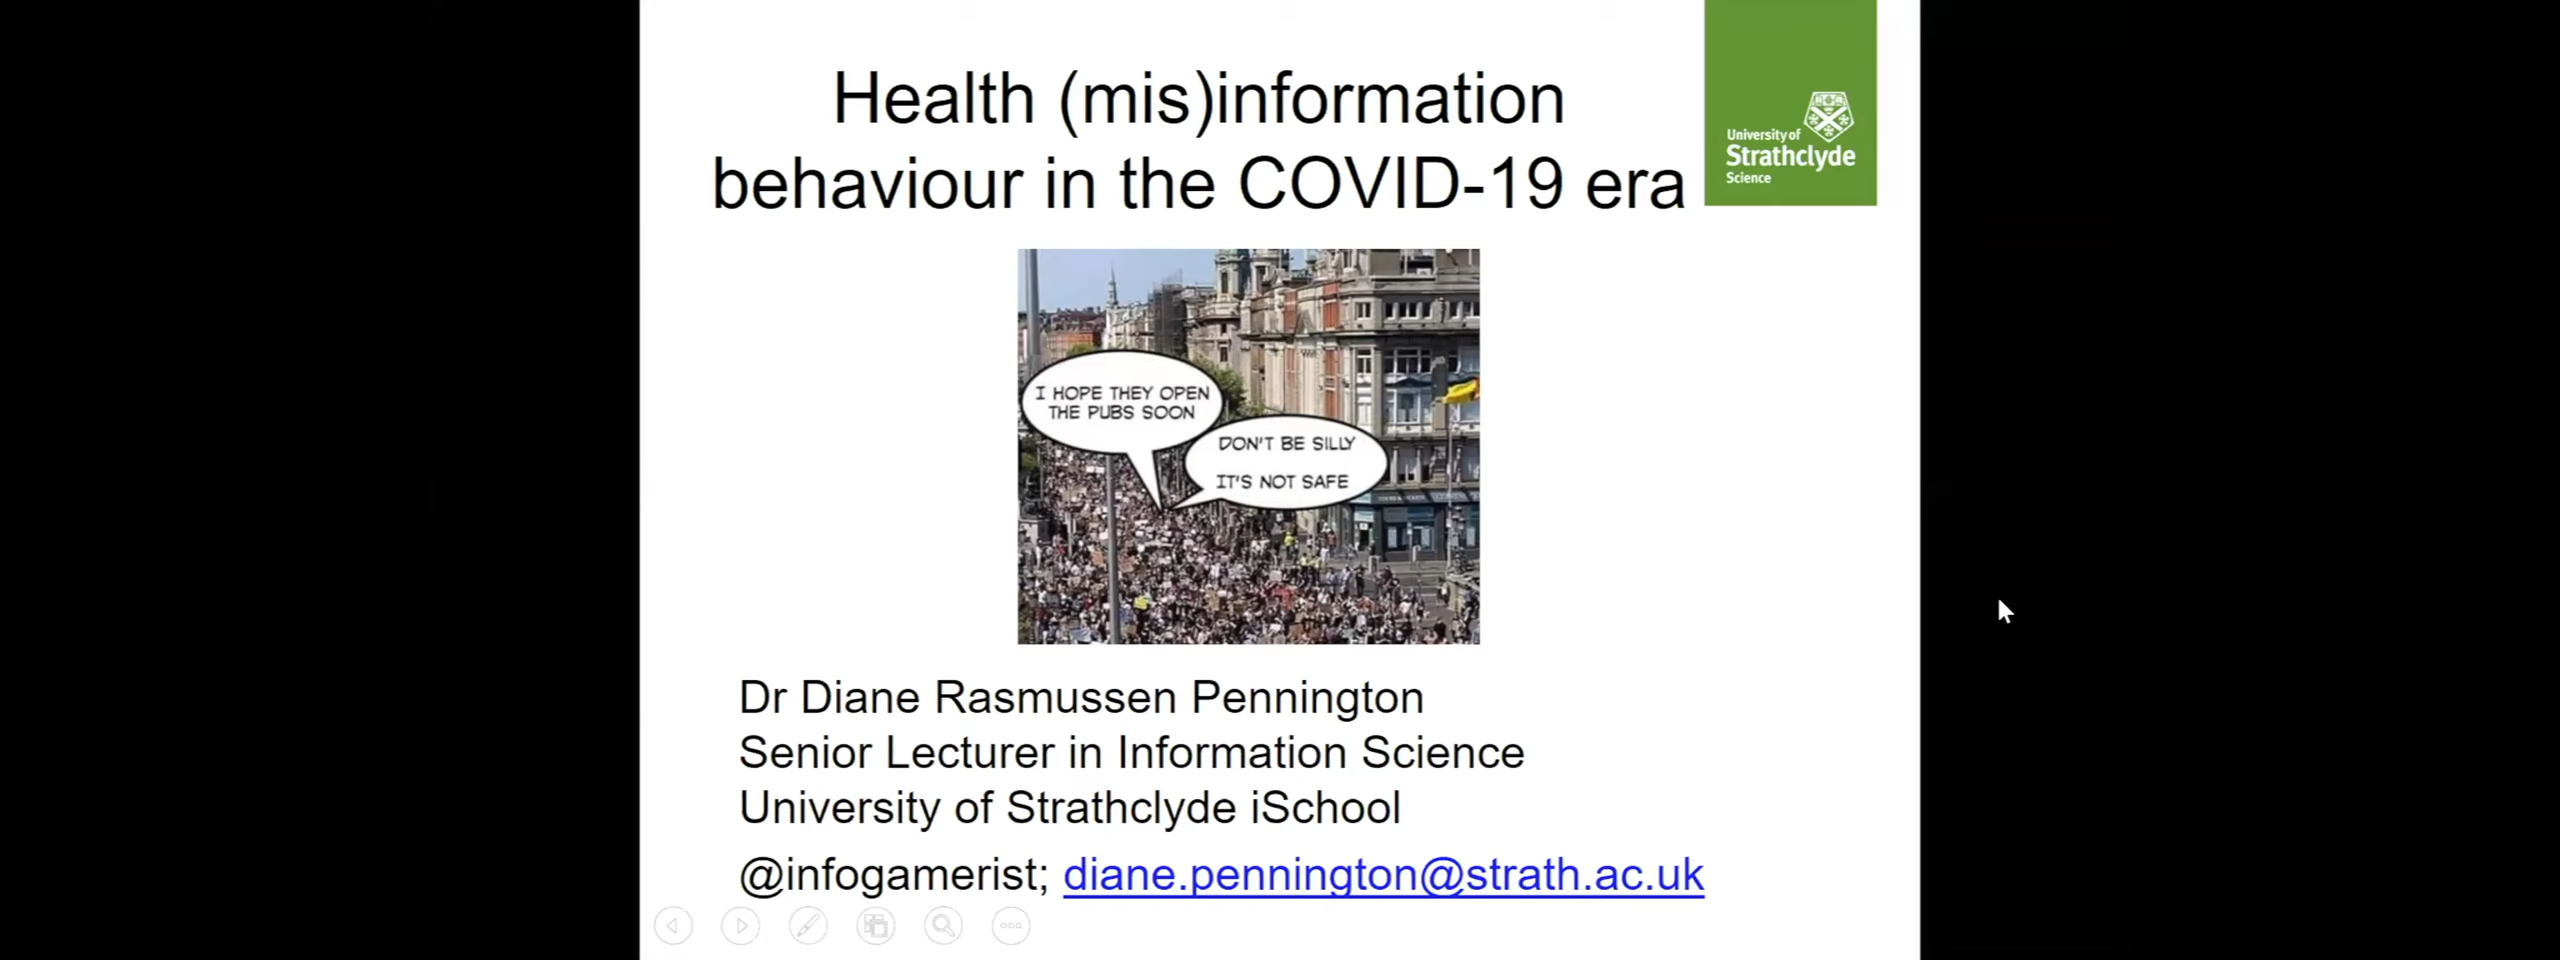 Health (mis)information
behaviour in the COVID-19 era
University of
Strathclyde
Science
I HOPE THEY OPEN
THE PUBS SOON
DON'T BE SILLY
IT'S NOT SAFE
Dr Diane Rasmussen Pennington
Senior Lecturer in Information Science
University of Strathclyde iSchool
@infogamerist; diane.pennington@strath.ac.uk